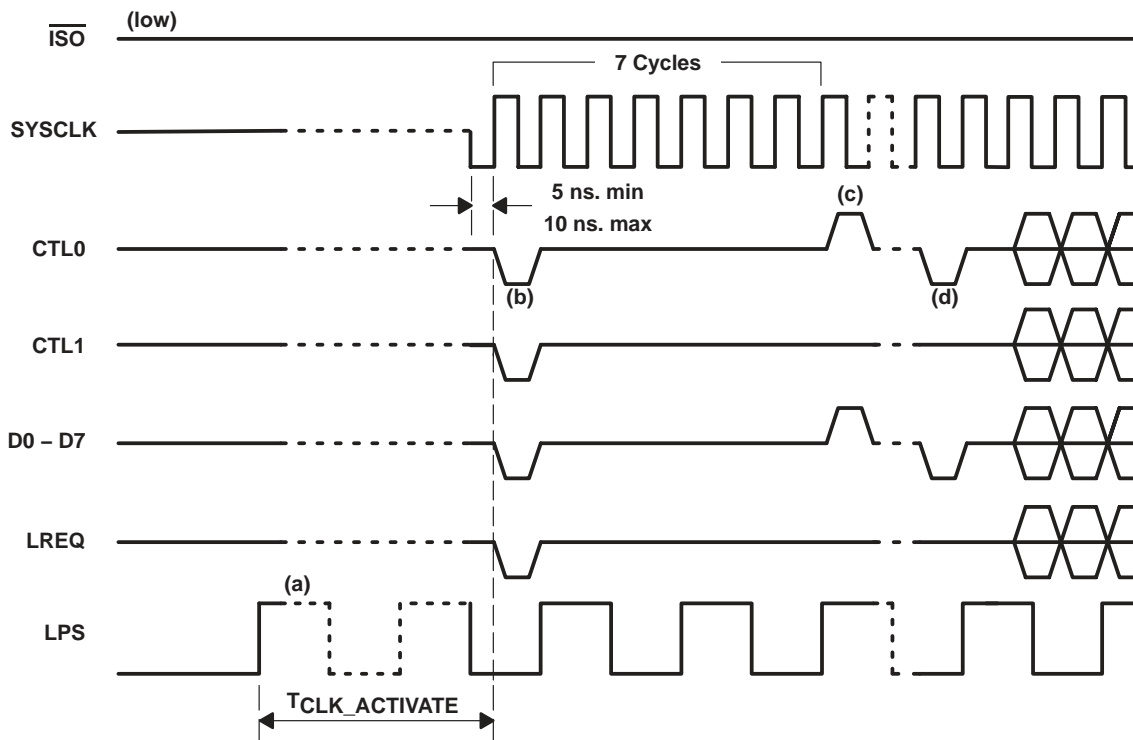 (low)
ISO
7 Cycles
SYSCLK
5 ns. min
10 ns. max
(c)
CTL0
(b)
(d)
CTL1
D0 – D7
LREQ
(a)
LPS
TCLK_ACTIVATE